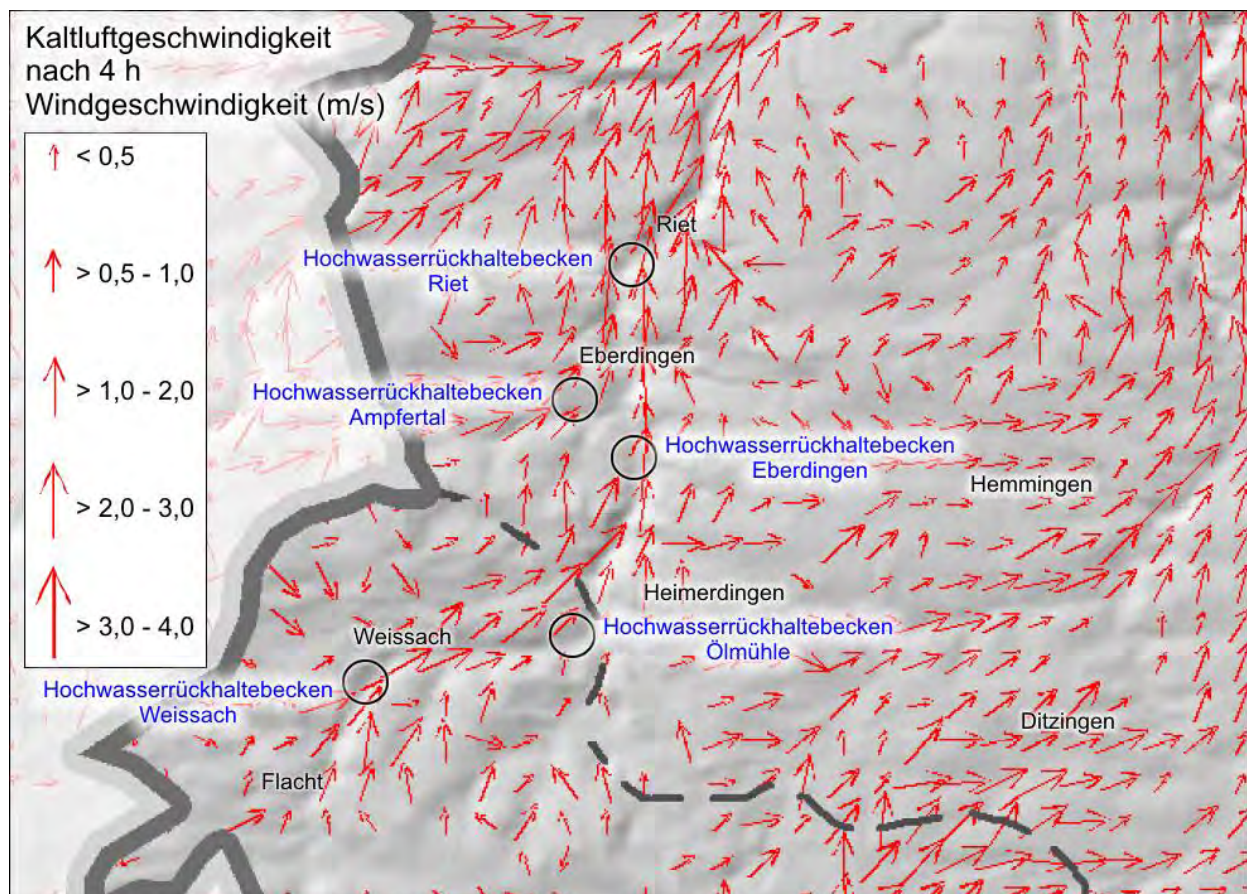 Kaltluftgeschwindigkeit
nach 4 h
Windgeschwindigkeit (m/s)
< 0,5
> 0,5 - 1,0
> 1,0 - 2,0
> 2,0 - 3,0
> 3,0 - 4,0
Riet
Hochwasserrückhaltebecken
Riet
Eberdingen
Hochwasserrückhaltebecken
Ampfertal
Hochwasserrückhaltebecken
Eberdingen
Hemmingen
Heimerdingen
Hochwasserrückhaltebecken
Ölmühle
Weissach
Hochwasserrückhaltebecken
Weissach
Ditzingen
Flacht